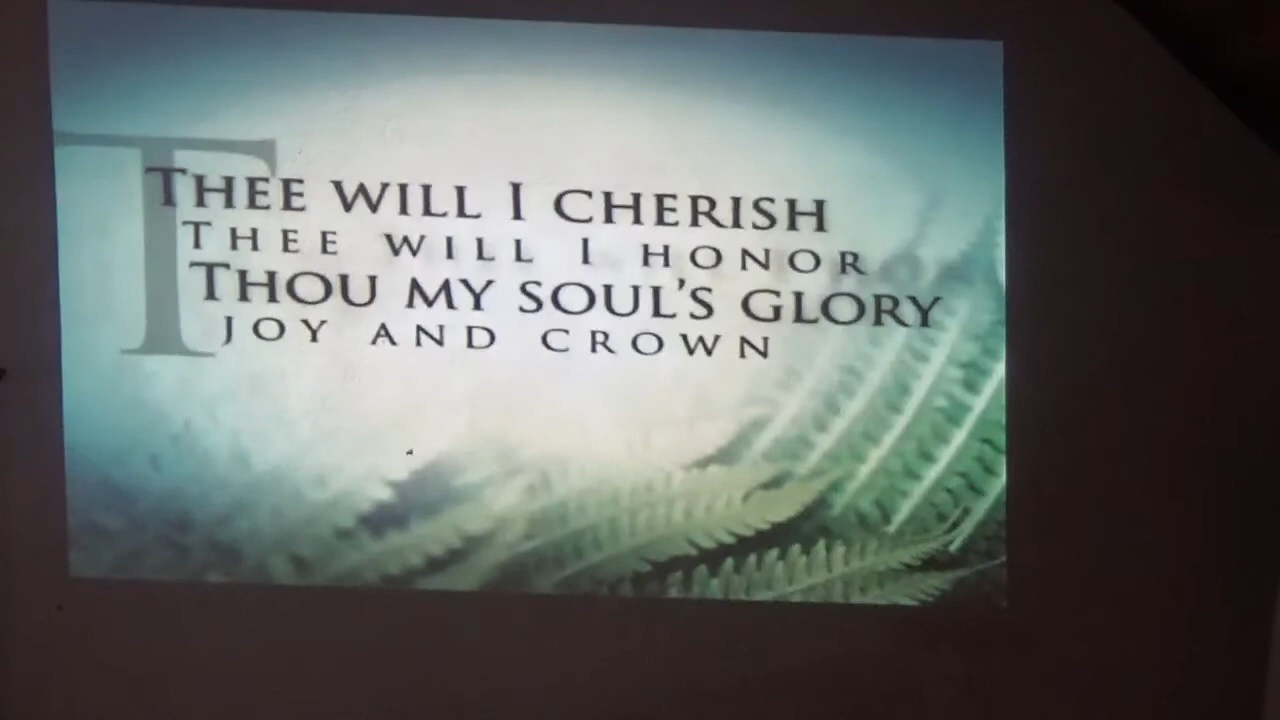 THEE WILL I CHERISH
THEE WILL I HONOR
THOU MY SOUL'S GLORY
JOY AND CROWN